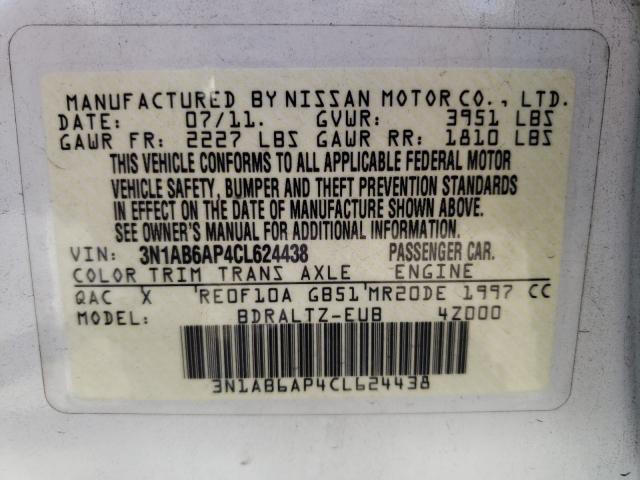 MANUFACTURED BY NISSAN MOTOR CO., LTD.
DATE: 07/11. GVWR: 3951 LBS
GAWR FR: 2227 LBS GAWR RR: 1810 LBS
THIS VEHICLE CONFORMS TO ALL APPLICABLE FEDERAL MOTOR
VEHICLE SAFETY, BUMPER AND THEFT PREVENTION STANDARDS
IN EFFECT ON THE DATE OF MANUFACTURE SHOWN ABOVE.
SEE OWNER'S MANUAL FOR ADDITIONAL INFORMATION.
VIN: 3N1AB6AP4CL624438 PASSENGER CAR.
COLOR TRIM TRANS AXLE ENGINE
QAC X 'RE0F10A GB51'MR20DE 1997 CC
MODEL: BDRALTZ-EUB 4Z000
3N1AB6AP4CL624438